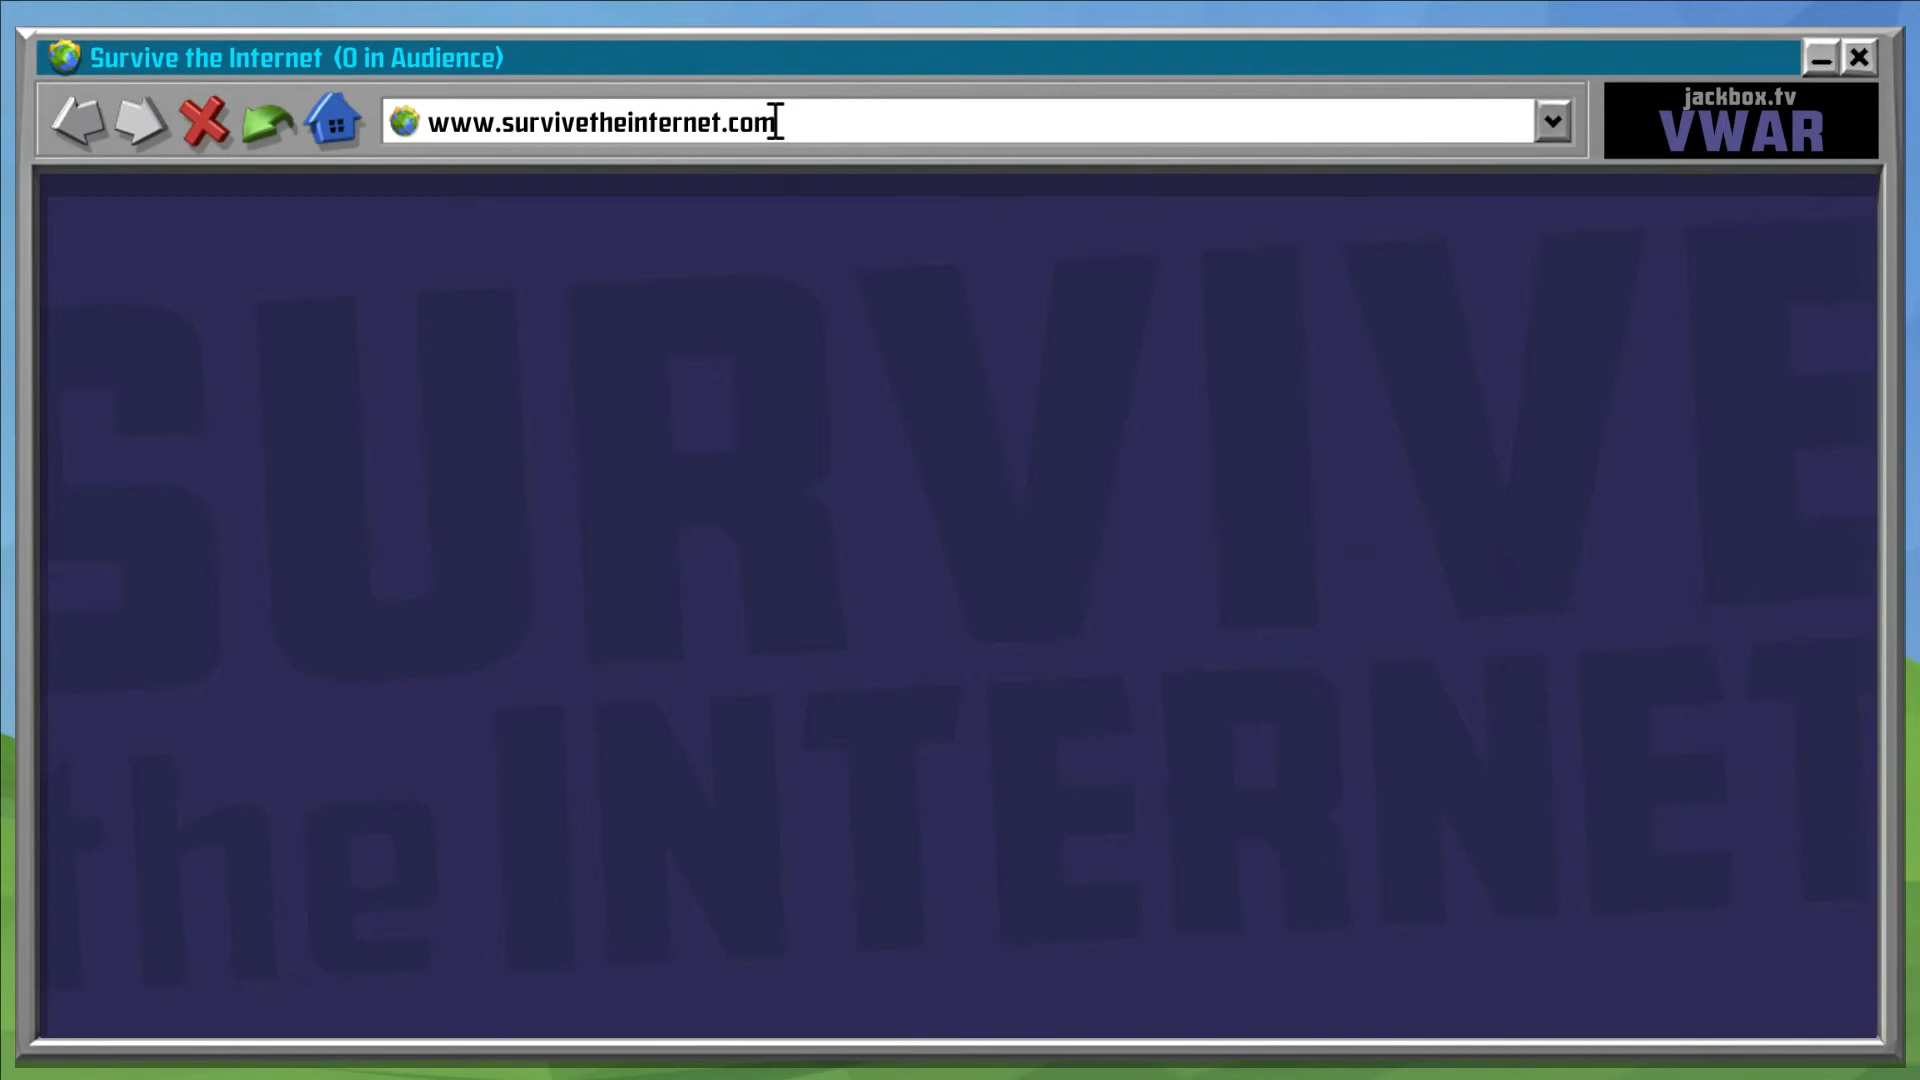 Survive the Internet (0 in Audience)
www.survivetheinternet.com
jackbox.tv
VWAR
SURVIVE
the INTERNET